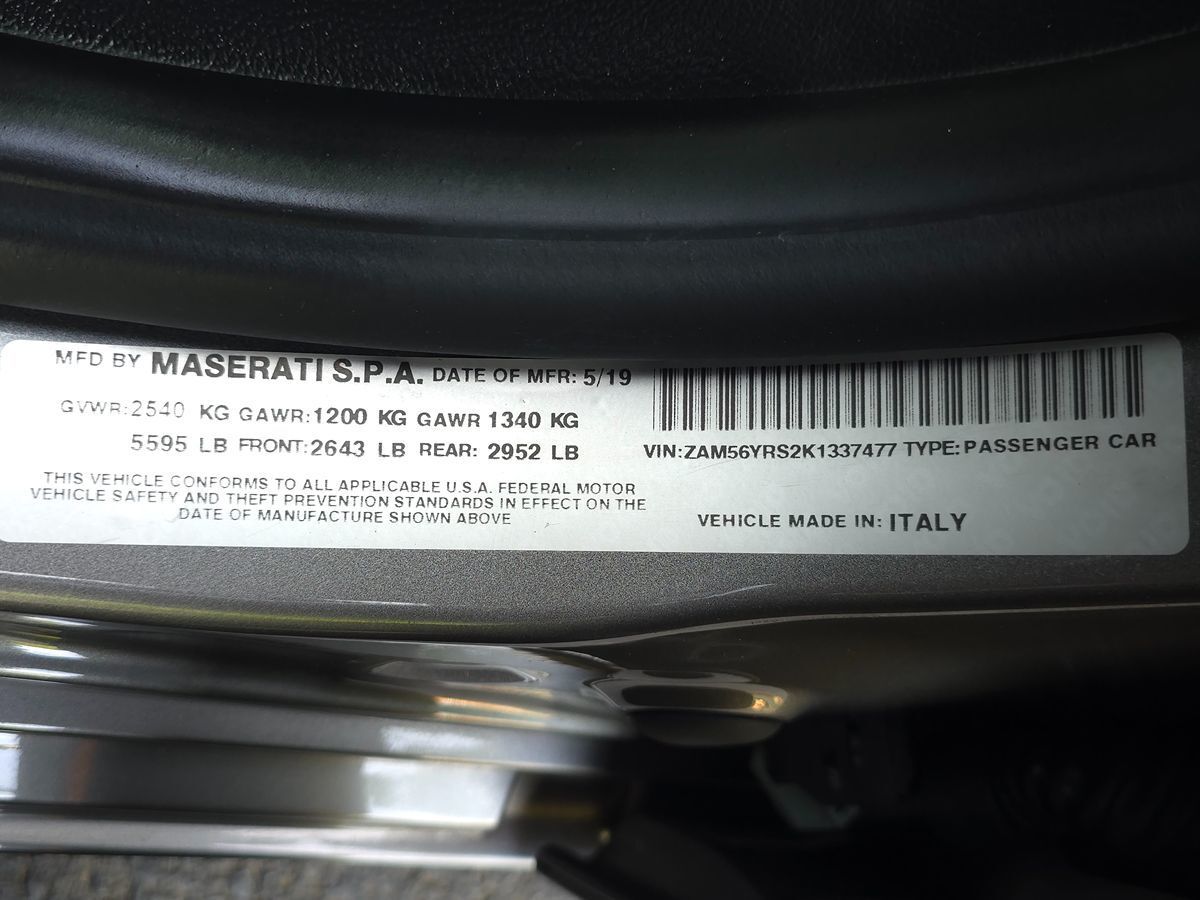 MFD BY MASERATI S.P.A. DATE OF MFR: 5/19
GVWR:2540 KG GAWR:1200 KG GAWR 1340 KG
5595 LB FRONT:2643 LB REAR: 2952 LB
THIS VEHICLE CONFORMS TO ALL APPLICABLE U.S.A. FEDERAL MOTOR
VEHICLE SAFETY AND THEFT PREVENTION STANDARDS IN EFFECT ON THE
DATE OF MANUFACTURE SHOWN ABOVE
VIN:ZAM56YRS2K1337477 TYPE:PASSENGER CAR
VEHICLE MADE IN: ITALY